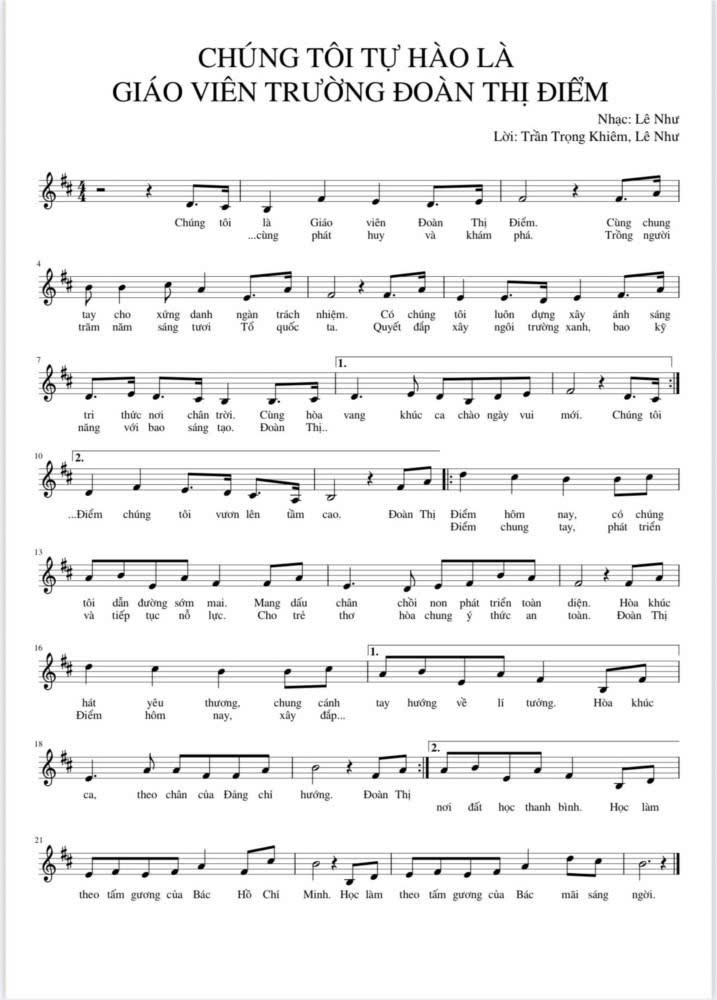 CHÚNG TÔI TỰ HÀO LÀ
GIÁO VIÊN TRƯỜNG ĐOÀN THỊ ĐIỂM
Nhạc: Lê Như
Lời: Trần Trọng Khiêm, Lê Như
Chúng tôi là Giáo viên Đoàn Thị Điểm. Cùng chung
...cùng phát huy và khám phá. Trồng người
4
tay cho xứng danh ngàn trách nhiệm. Có chúng tôi luôn dựng xây ánh sáng
trăm năm sáng tươi Tổ quốc ta. Quyết đắp xây ngôi trường xanh, bao kỹ
7
1.
tri thức nơi chân trời. Cùng hòa vang khúc ca chào ngày vui mới. Chúng tôi
năng với bao sáng tạo. Đoàn Thị..
10
2.
...Điểm chúng tôi vươn lên tầm cao. Đoàn Thị Điểm hôm nay, có chúng
Điểm chung tay, phát triển
13
tôi dẫn đường sớm mai. Mang dấu chân chồi non phát triển toàn diện. Hòa khúc
và tiếp tục nỗ lực. Cho trẻ thơ hòa chung ý thức an toàn. Đoàn Thị
16
1.
hát yêu thương, chung cánh tay hướng về lí tưởng. Hòa khúc
Điểm hôm nay, xây đắp...
18
2.
ca, theo chân của Đảng chỉ hướng. Đoàn Thị
nơi đất học thanh bình. Học làm
21
theo tấm gương của Bác Hồ Chí Minh. Học làm theo tấm gương của Bác mãi sáng ngời.